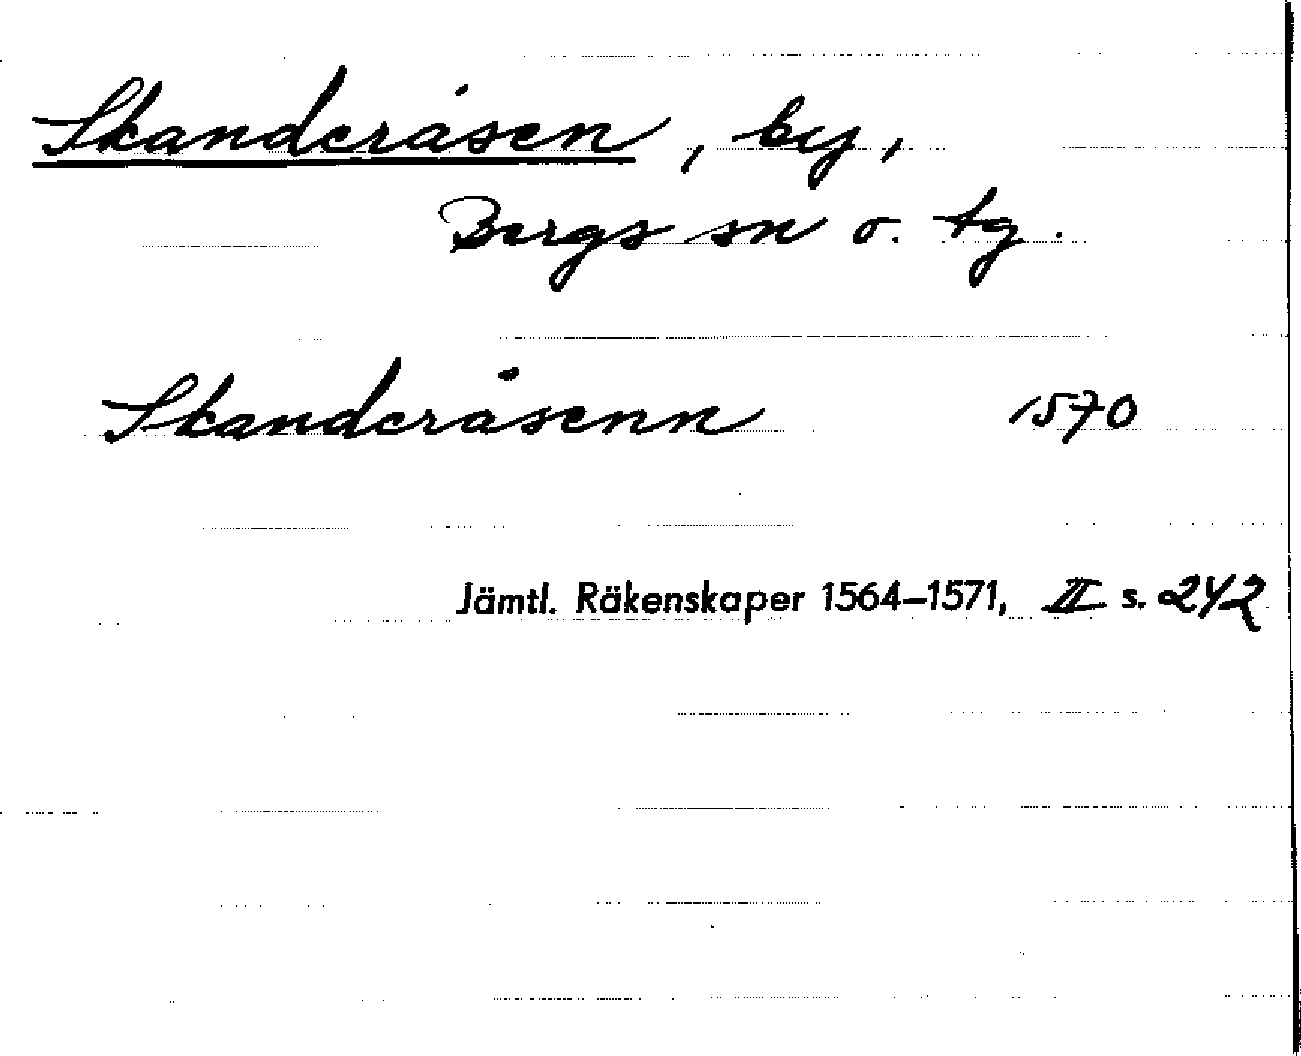 Skanderåsen, by,
Bergs sn o. tg.
Skanderåsenn 1570
Jämtl. Räkenskaper 1564–1571, II s. 242